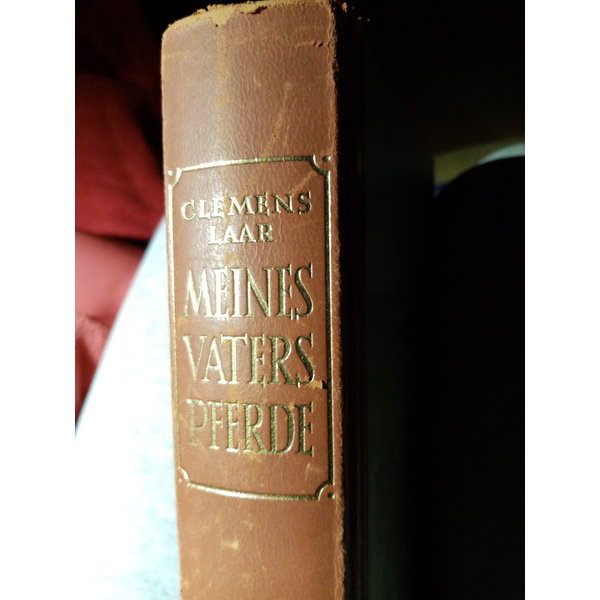 CLEMENS
LAAR
MEINES
VATERS
PFERDE